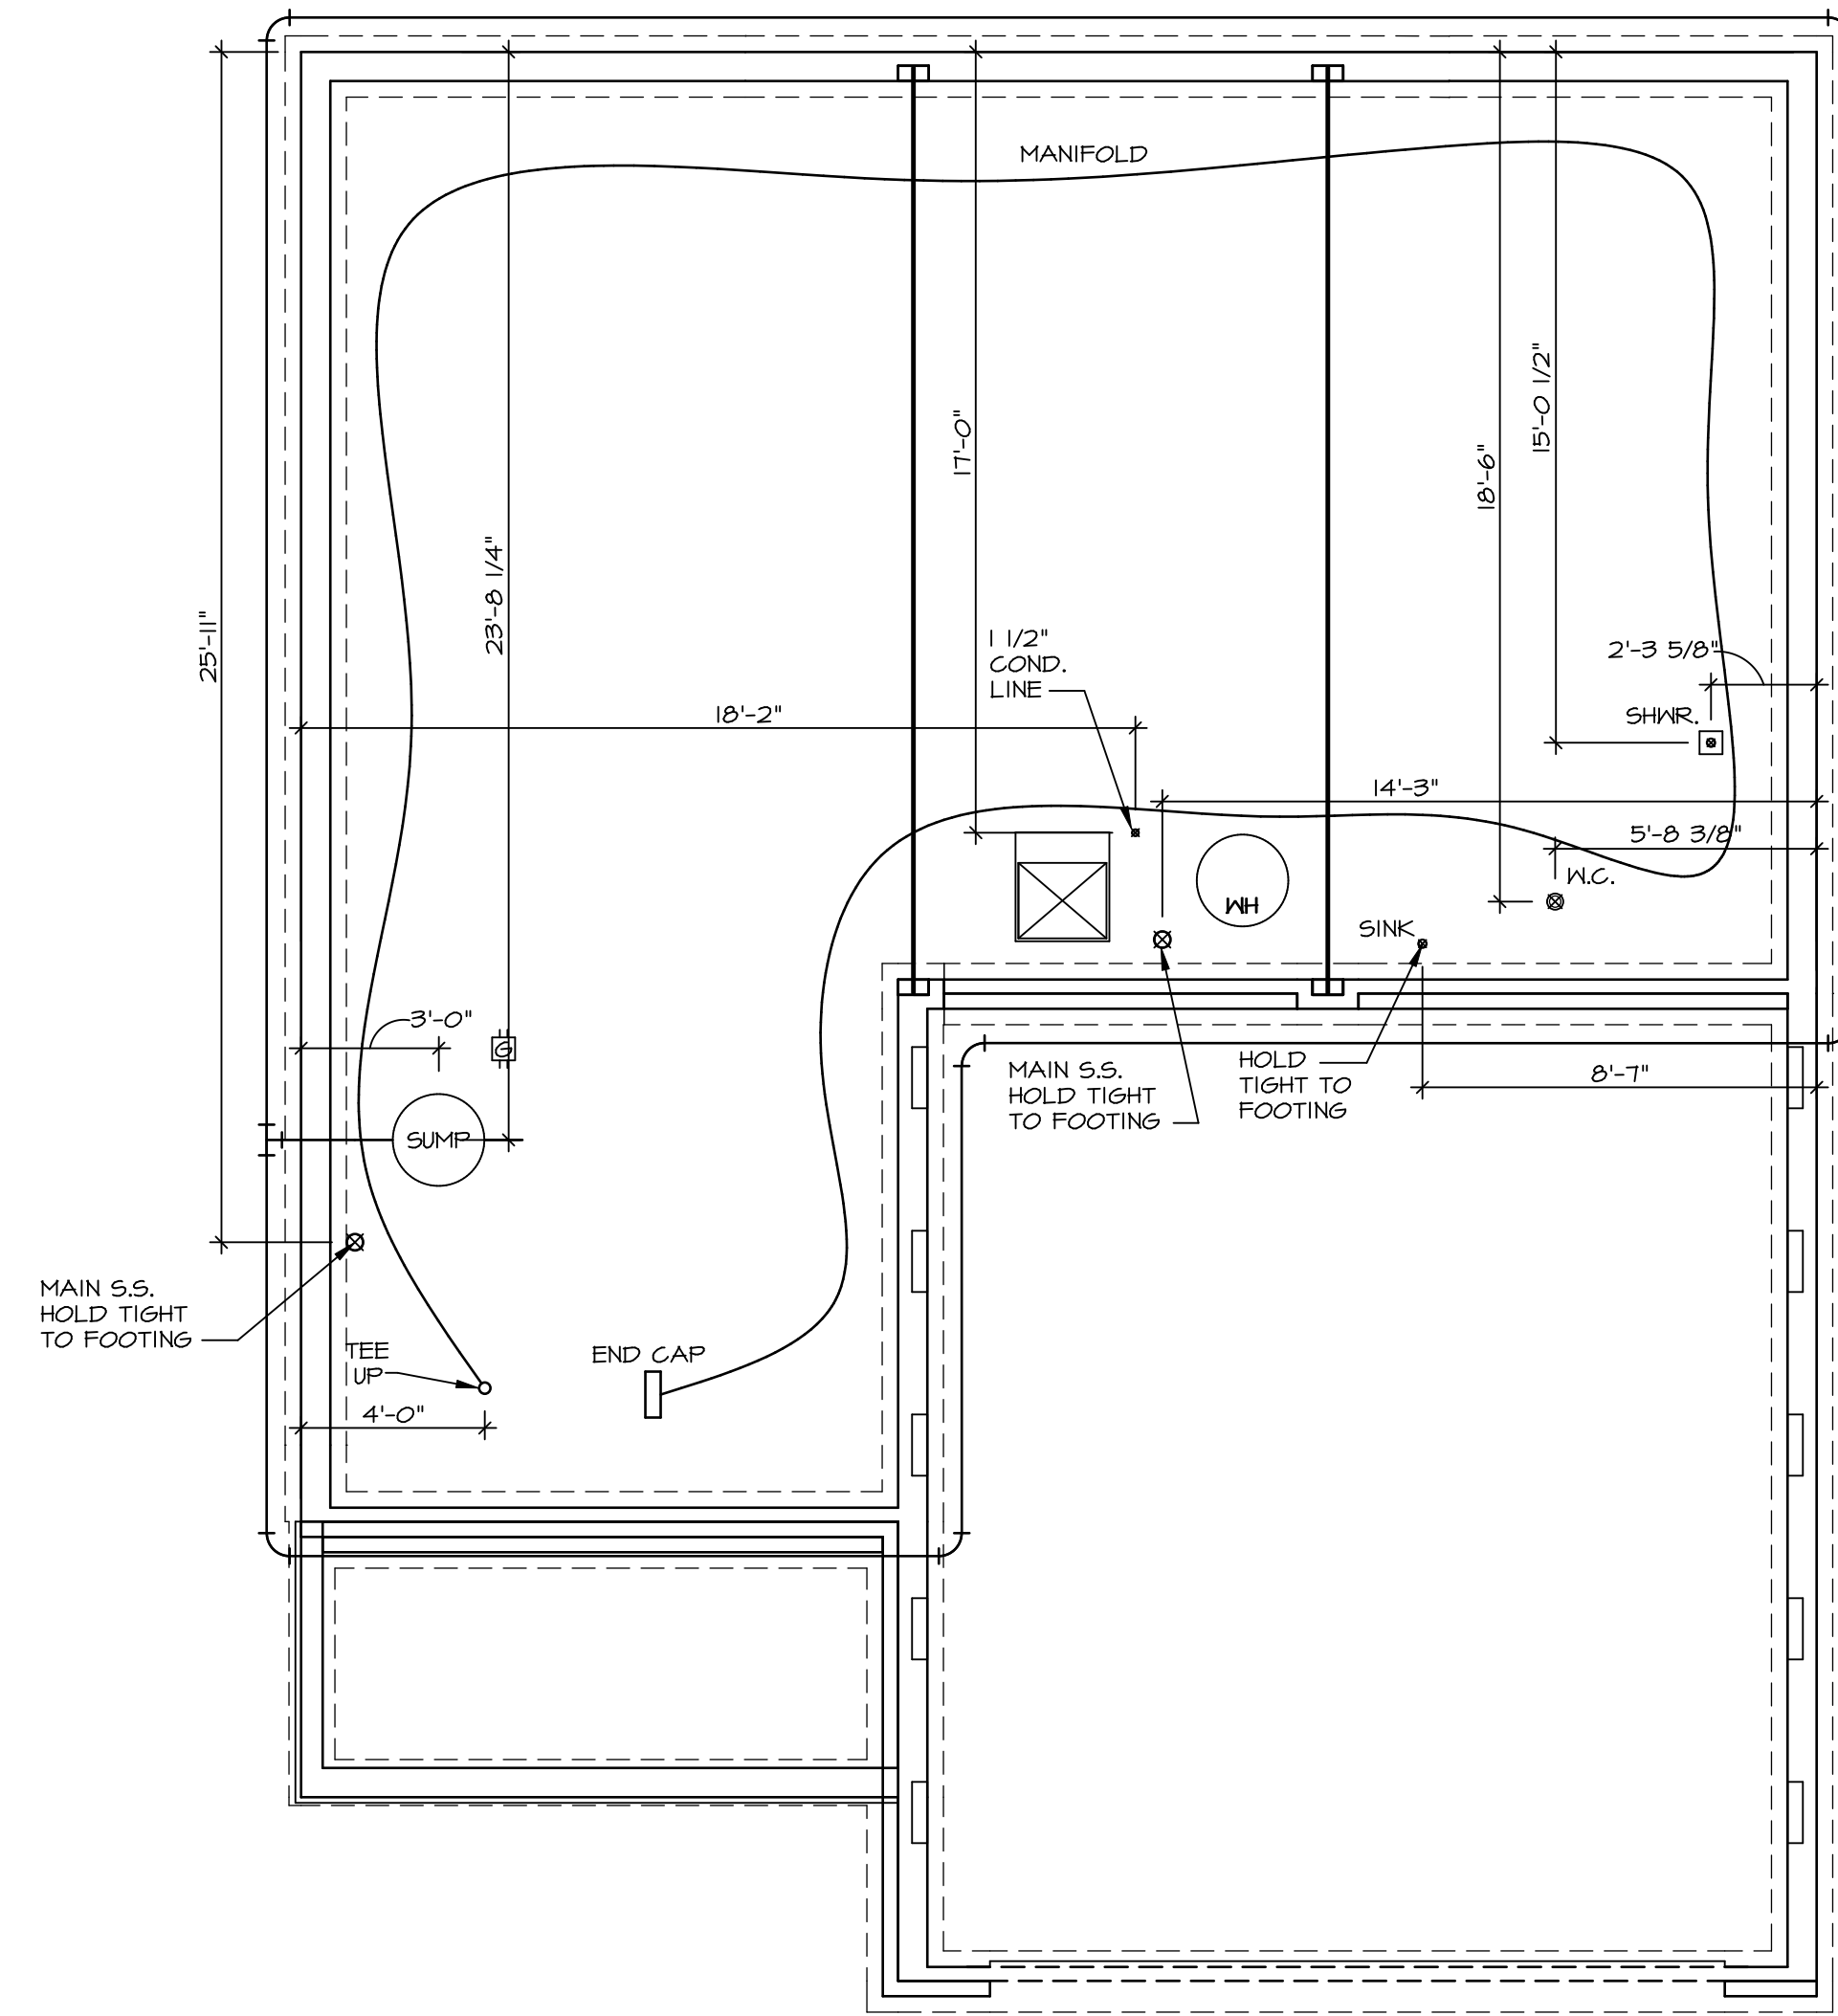 MANIFOLD
17'-0"
15'-0 1/2"
18'-6"
23'-8 1/4"
25'-11"
1 1/2"
COND.
LINE
2'-3 5/8"
18'-2"
SHWR.
14'-3"
5'-8 3/8"
W.C.
WH
SINK
3'-0"
G
MAIN S.S.
HOLD TIGHT
TO FOOTING
HOLD
TIGHT TO
FOOTING
8'-7"
SUMP
MAIN S.S.
HOLD TIGHT
TO FOOTING
TEE
UP
END CAP
4'-0"